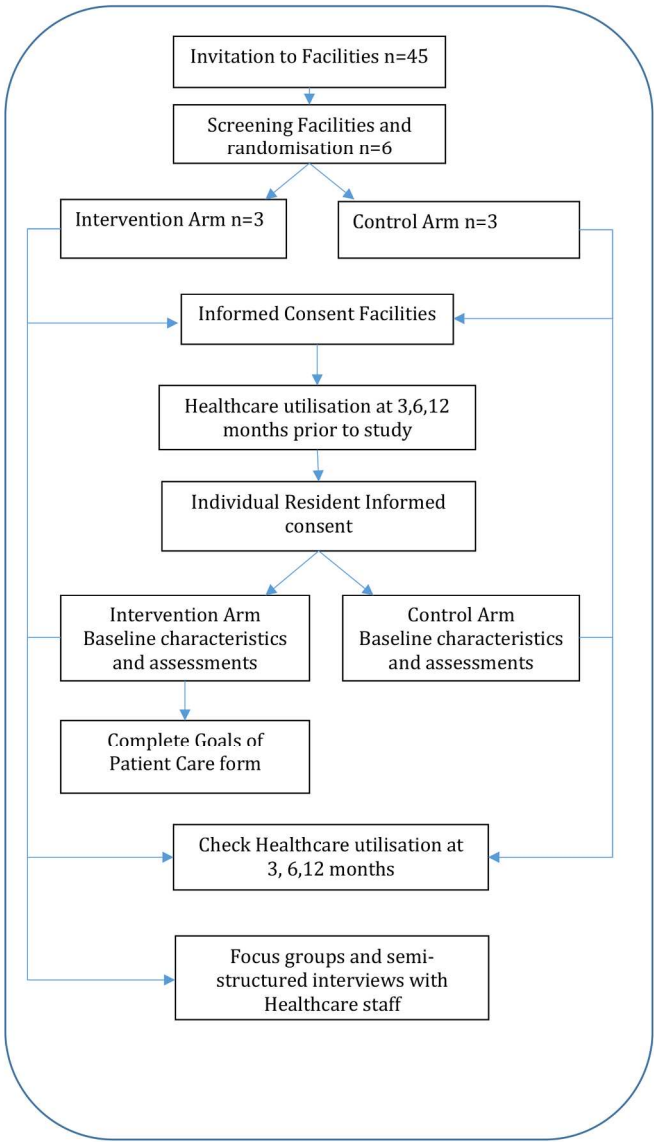 Invitation to Facilities n=45
Screening Facilities and
randomisation n=6
Intervention Arm n=3
Control Arm n=3
Informed Consent Facilities
Healthcare utilisation at 3,6,12
months prior to study
Individual Resident Informed
consent
Intervention Arm
Baseline characteristics
and assessments
Control Arm
Baseline characteristics
and assessments
Complete Goals of
Patient Care form
Check Healthcare utilisation at
3, 6,12 months
Focus groups and semi-
structured interviews with
Healthcare staff